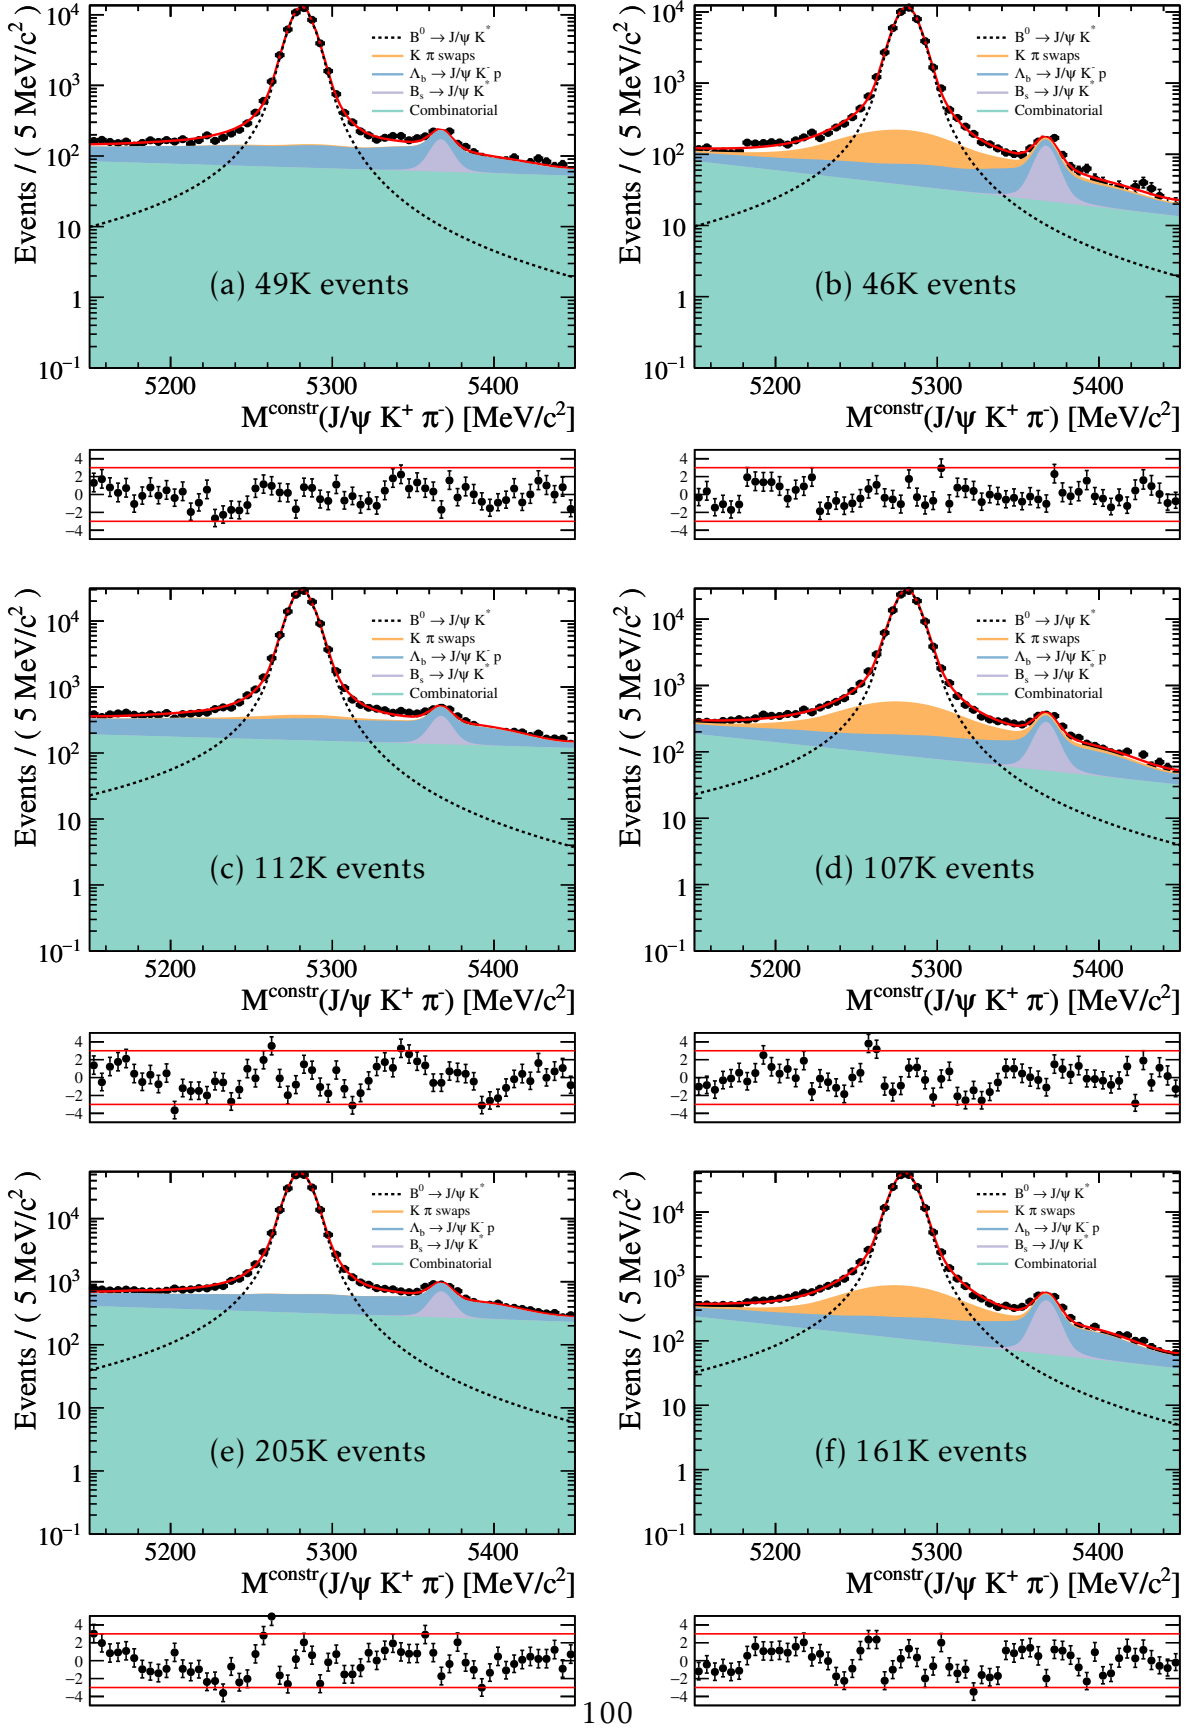 Events / ( 5 MeV/c²)
10⁴
10³
10²
10
1
10⁻¹
B⁰ → J/ψ K*
K π swaps
Λb → J/ψ K⁻ p
Bs → J/ψ K*
Combinatorial
(a) 49K events
5200 5300 5400
M^constr(J/ψ K⁺ π⁻) [MeV/c²]
4
2
0
−2
−4
Events / ( 5 MeV/c²)
10⁴
10³
10²
10
1
10⁻¹
B⁰ → J/ψ K*
K π swaps
Λb → J/ψ K⁻ p
Bs → J/ψ K*
Combinatorial
(b) 46K events
5200 5300 5400
M^constr(J/ψ K⁺ π⁻) [MeV/c²]
4
2
0
−2
−4
Events / ( 5 MeV/c²)
10⁴
10³
10²
10
1
10⁻¹
B⁰ → J/ψ K*
K π swaps
Λb → J/ψ K⁻ p
Bs → J/ψ K*
Combinatorial
(c) 112K events
5200 5300 5400
M^constr(J/ψ K⁺ π⁻) [MeV/c²]
4
2
0
−2
−4
Events / ( 5 MeV/c²)
10⁴
10³
10²
10
1
10⁻¹
B⁰ → J/ψ K*
K π swaps
Λb → J/ψ K⁻ p
Bs → J/ψ K*
Combinatorial
(d) 107K events
5200 5300 5400
M^constr(J/ψ K⁺ π⁻) [MeV/c²]
4
2
0
−2
−4
Events / ( 5 MeV/c²)
10⁴
10³
10²
10
1
10⁻¹
B⁰ → J/ψ K*
K π swaps
Λb → J/ψ K⁻ p
Bs → J/ψ K*
Combinatorial
(e) 205K events
5200 5300 5400
M^constr(J/ψ K⁺ π⁻) [MeV/c²]
4
2
0
−2
−4
Events / ( 5 MeV/c²)
10⁴
10³
10²
10
1
10⁻¹
B⁰ → J/ψ K*
K π swaps
Λb → J/ψ K⁻ p
Bs → J/ψ K*
Combinatorial
(f) 161K events
5200 5300 5400
M^constr(J/ψ K⁺ π⁻) [MeV/c²]
4
2
0
−2
−4
100